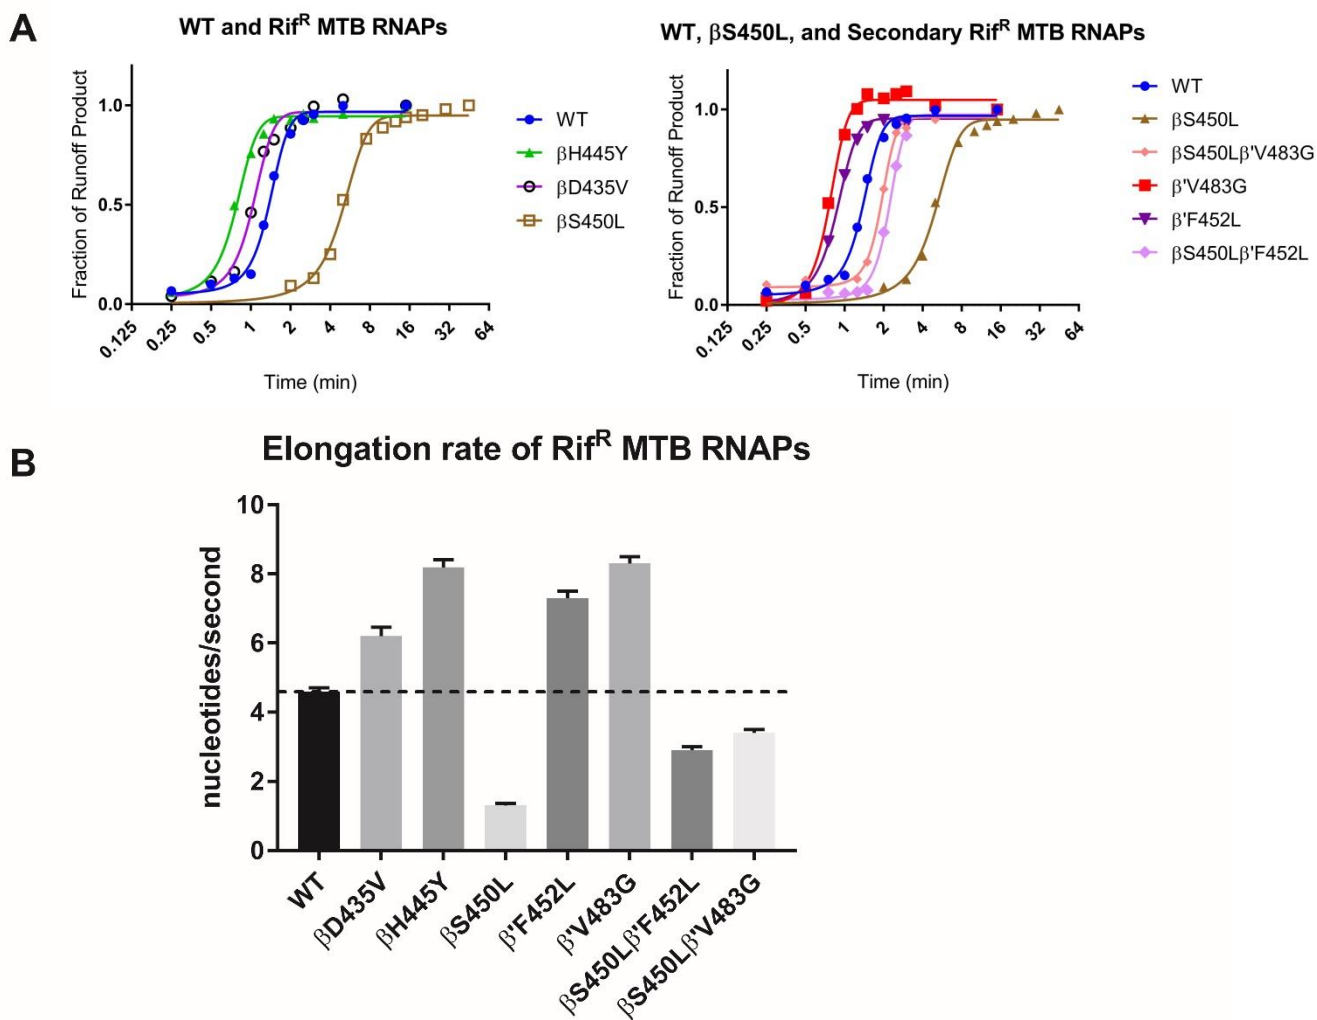 A
WT and Rifᴿ MTB RNAPs
Fraction of Runoff Product
1.0
0.5
0.0
0.125 0.25 0.5 1 2 4 8 16 32 64
Time (min)
WT
βH445Y
βD435V
βS450L
WT, βS450L, and Secondary Rifᴿ MTB RNAPs
Fraction of Runoff Product
1.0
0.5
0.0
0.125 0.25 0.5 1 2 4 8 16 32 64
Time (min)
WT
βS450L
βS450Lβ'V483G
β'V483G
β'F452L
βS450Lβ'F452L
B
Elongation rate of Rifᴿ MTB RNAPs
nucleotides/second
10
8
6
4
2
0
WT βD435V βH445Y βS450L β'F452L β'V483G βS450Lβ'F452L βS450Lβ'V483G